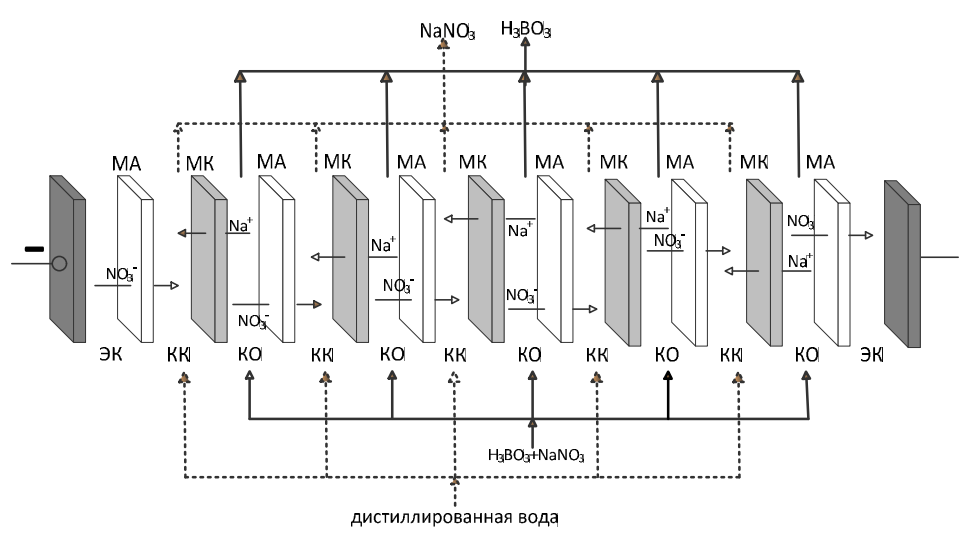 NaNO3 H3BO3
МА МК МА МК МА МК МА МК МА МК МА
Na+ Na+ Na+ Na+ NO3 Na+
NO3- NO3- NO3- NO3- NO3- NO3-
ЭК КК КО КК КО КК КО КК КО КК КО ЭК
H3BO3+NaNO3
дистиллированная вода